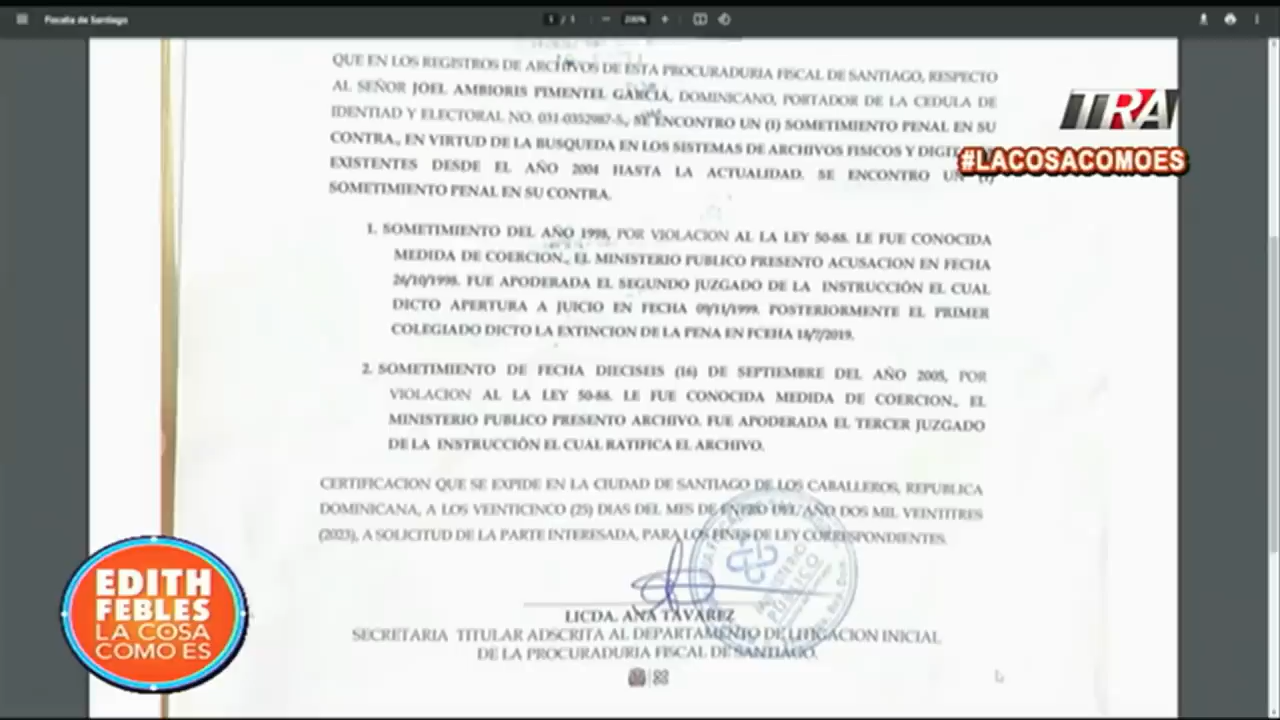 Fiscalia de Santiago
1 / 1
200%
QUE EN LOS REGISTROS DE ARCHIVOS DE ESTA PROCURADURIA FISCAL DE SANTIAGO, RESPECTO
AL SEÑOR JOEL AMBIORIS PIMENTEL GARCIA, DOMINICANO, PORTADOR DE LA CEDULA DE
IDENTIAD Y ELECTORAL NO. 031-0352987-5, SE ENCONTRO UN (1) SOMETIMIENTO PENAL EN SU
CONTRA., EN VIRTUD DE LA BUSQUEDA EN LOS SISTEMAS DE ARCHIVOS FISICOS Y
EXISTENTES DESDE EL AÑO 2004 HASTA LA ACTUALIDAD. SE ENCONTRO UN (1)
SOMETIMIENTO PENAL EN SU CONTRA.
TRA
#LACOSACOMOES
1. SOMETIMIENTO DEL AÑO 1998, POR VIOLACION AL LA LEY 50-88. LE FUE CONOCIDA
MEDIDA DE COERCION., EL MINISTERIO PUBLICO PRESENTO ACUSACION EN FECHA
26/10/1998. FUE APODERADA EL SEGUNDO JUZGADO DE LA INSTRUCCIÓN EL CUAL
DICTO APERTURA A JUICIO EN FECHA 09/11/1999. POSTERIORMENTE EL PRIMER
COLEGIADO DICTO LA EXTINCION DE LA PENA EN FCEHA 18/7/2019.
2. SOMETIMIENTO DE FECHA DIECISEIS (16) DE SEPTIEMBRE DEL AÑO 2005, POR
VIOLACION AL LA LEY 50-88. LE FUE CONOCIDA MEDIDA DE COERCION., EL
MINISTERIO PUBLICO PRESENTO ARCHIVO. FUE APODERADA EL TERCER JUZGADO
DE LA INSTRUCCIÓN EL CUAL RATIFICA EL ARCHIVO.
CERTIFICACION QUE SE EXPIDE EN LA CIUDAD DE SANTIAGO DE LOS CABALLEROS, REPUBLICA
DOMINICANA, A LOS VEINTICINCO (25) DIAS DEL MES DE ENERO DEL AÑO DOS MIL VEINTITRES
(2023), A SOLICITUD DE LA PARTE INTERESADA, PARA LOS FINES DE LEY CORRESPONDIENTES.
MINISTERIO
PÚBLICO
LICDA. ANA TAVAREZ
SECRETARIA TITULAR ADSCRITA AL DEPARTAMENTO DE LITIGACION INICIAL
DE LA PROCURADURIA FISCAL DE SANTIAGO.
EDITH
FEBLES
LA COSA
COMO ES